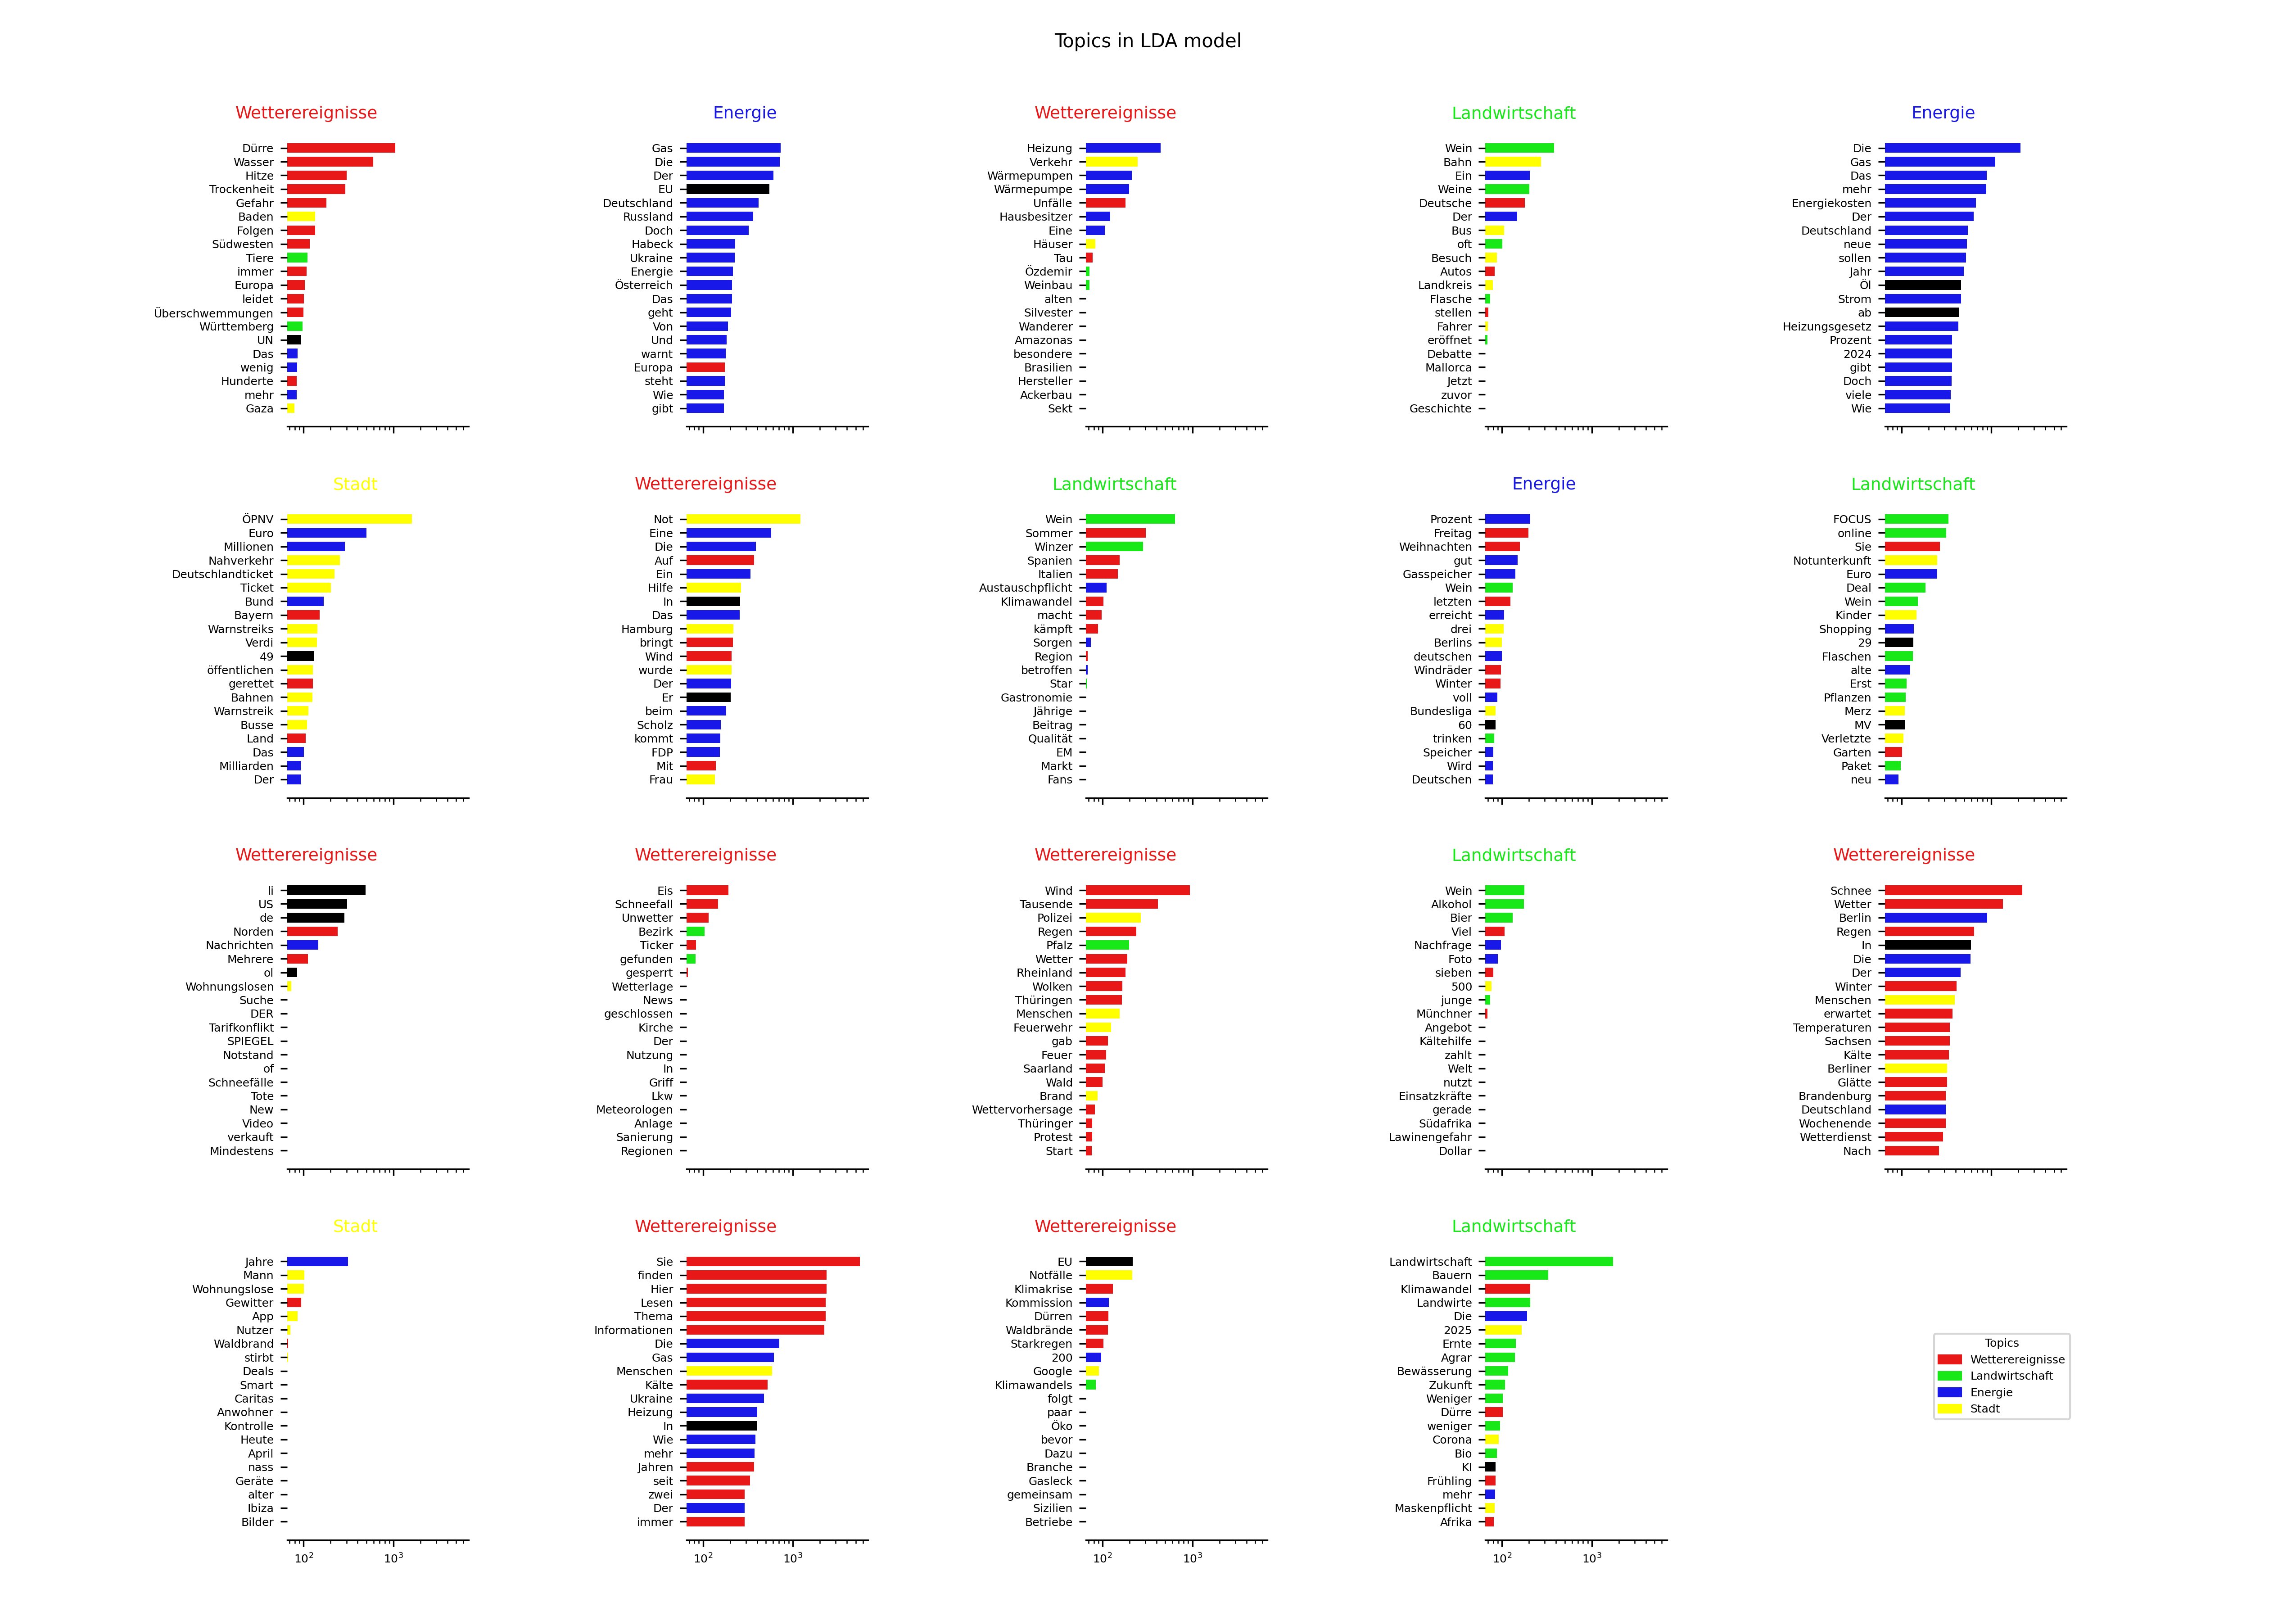 Topics in LDA model
Wetterereignisse
Dürre
Wasser
Hitze
Trockenheit
Gefahr
Baden
Folgen
Südwesten
Tiere
immer
Europa
leidet
Überschwemmungen
Württemberg
UN
Das
wenig
Hunderte
mehr
Gaza
Energie
Gas
Die
Der
EU
Deutschland
Russland
Doch
Habeck
Ukraine
Energie
Österreich
Das
geht
Von
Und
warnt
Europa
steht
Wie
gibt
Wetterereignisse
Heizung
Verkehr
Wärmepumpen
Wärmepumpe
Unfälle
Hausbesitzer
Eine
Häuser
Tau
Özdemir
Weinbau
alten
Silvester
Wanderer
Amazonas
besondere
Brasilien
Hersteller
Ackerbau
Sekt
Landwirtschaft
Wein
Bahn
Ein
Weine
Deutsche
Der
Bus
oft
Besuch
Autos
Landkreis
Flasche
stellen
Fahrer
eröffnet
Debatte
Mallorca
Jetzt
zuvor
Geschichte
Energie
Die
Gas
Das
mehr
Energiekosten
Der
Deutschland
neue
sollen
Jahr
Öl
Strom
ab
Heizungsgesetz
Prozent
2024
gibt
Doch
viele
Wie
Stadt
ÖPNV
Euro
Millionen
Nahverkehr
Deutschlandticket
Ticket
Bund
Bayern
Warnstreiks
Verdi
49
öffentlichen
gerettet
Bahnen
Warnstreik
Busse
Land
Das
Milliarden
Der
Wetterereignisse
Not
Eine
Die
Auf
Ein
Hilfe
In
Das
Hamburg
bringt
Wind
wurde
Der
Er
beim
Scholz
kommt
FDP
Mit
Frau
Landwirtschaft
Wein
Sommer
Winzer
Spanien
Italien
Austauschpflicht
Klimawandel
macht
kämpft
Sorgen
Region
betroffen
Star
Gastronomie
Jährige
Beitrag
Qualität
EM
Markt
Fans
Energie
Prozent
Freitag
Weihnachten
gut
Gasspeicher
Wein
letzten
erreicht
drei
Berlins
deutschen
Windräder
Winter
voll
Bundesliga
60
trinken
Speicher
Wird
Deutschen
Landwirtschaft
FOCUS
online
Sie
Notunterkunft
Euro
Deal
Wein
Kinder
Shopping
29
Flaschen
alte
Erst
Pflanzen
Merz
MV
Verletzte
Garten
Paket
neu
Wetterereignisse
li
US
de
Norden
Nachrichten
Mehrere
ol
Wohnungslosen
Suche
DER
Tarifkonflikt
SPIEGEL
Notstand
of
Schneefälle
Tote
New
Video
verkauft
Mindestens
Wetterereignisse
Eis
Schneefall
Unwetter
Bezirk
Ticker
gefunden
gesperrt
Wetterlage
News
geschlossen
Kirche
Der
Nutzung
In
Griff
Lkw
Meteorologen
Anlage
Sanierung
Regionen
Wetterereignisse
Wind
Tausende
Polizei
Regen
Pfalz
Wetter
Rheinland
Wolken
Thüringen
Menschen
Feuerwehr
gab
Feuer
Saarland
Wald
Brand
Wettervorhersage
Thüringer
Protest
Start
Landwirtschaft
Wein
Alkohol
Bier
Viel
Nachfrage
Foto
sieben
500
junge
Münchner
Angebot
Kältehilfe
zahlt
Welt
nutzt
Einsatzkräfte
gerade
Südafrika
Lawinengefahr
Dollar
Wetterereignisse
Schnee
Wetter
Berlin
Regen
In
Die
Der
Winter
Menschen
erwartet
Temperaturen
Sachsen
Kälte
Berliner
Glätte
Brandenburg
Deutschland
Wochenende
Wetterdienst
Nach
Stadt
Jahre
Mann
Wohnungslose
Gewitter
App
Nutzer
Waldbrand
stirbt
Deals
Smart
Caritas
Anwohner
Kontrolle
Heute
April
nass
Geräte
alter
Ibiza
Bilder
10² 10³
Wetterereignisse
Sie
finden
Hier
Lesen
Thema
Informationen
Die
Gas
Menschen
Kälte
Ukraine
Heizung
In
Wie
mehr
Jahren
seit
zwei
Der
immer
10² 10³
Wetterereignisse
EU
Notfälle
Klimakrise
Kommission
Dürren
Waldbrände
Starkregen
200
Google
Klimawandels
folgt
paar
Öko
bevor
Dazu
Branche
Gasleck
gemeinsam
Sizilien
Betriebe
10² 10³
Landwirtschaft
Landwirtschaft
Bauern
Klimawandel
Landwirte
Die
2025
Ernte
Agrar
Bewässerung
Zukunft
Weniger
Dürre
weniger
Corona
Bio
KI
Frühling
mehr
Maskenpflicht
Afrika
10² 10³
Topics
Wetterereignisse
Landwirtschaft
Energie
Stadt